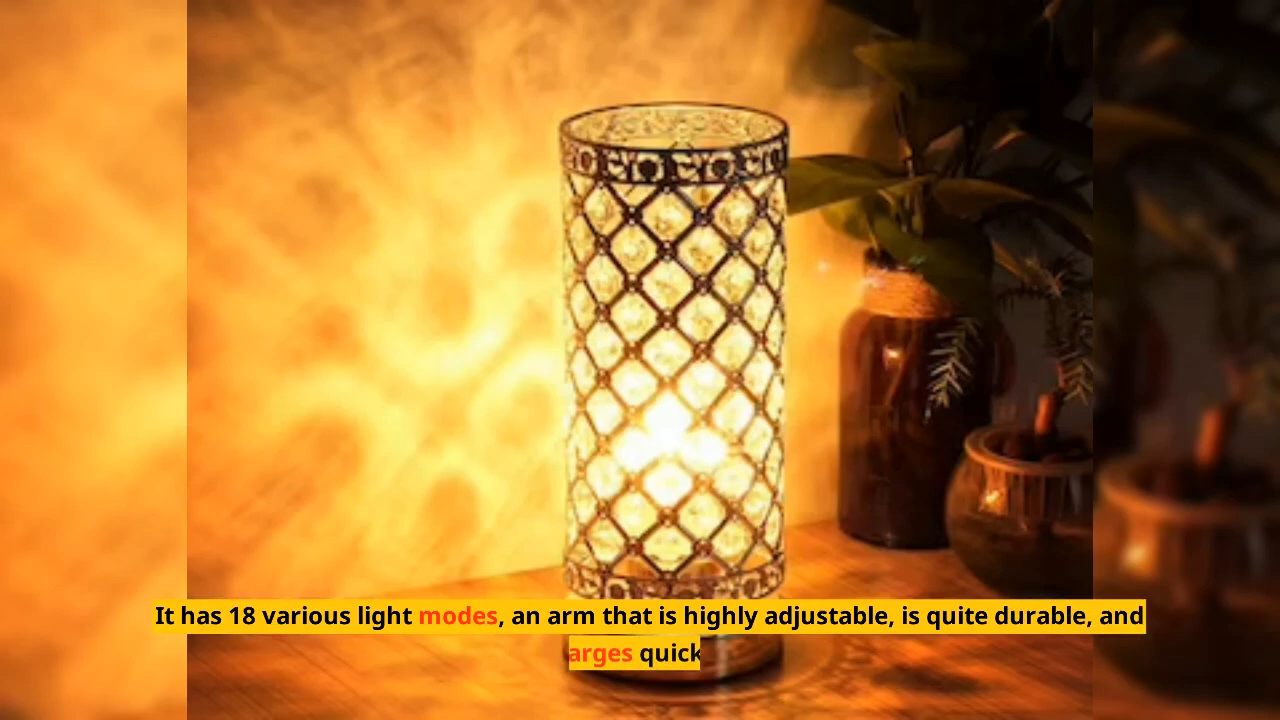 It has 18 various light modes, an arm that is highly adjustable, is quite durable, and
arges quick